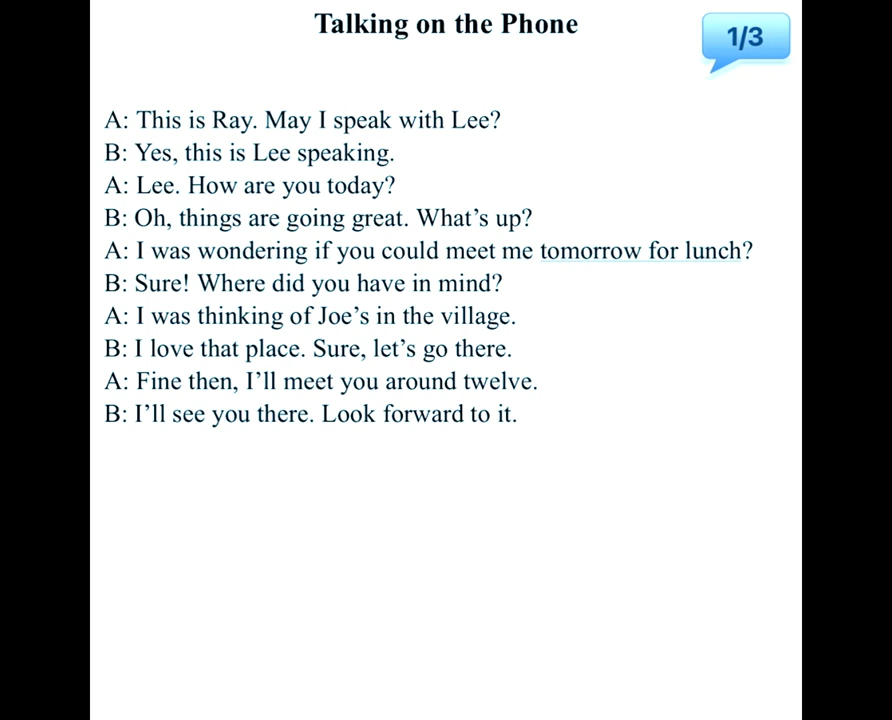 Talking on the Phone
1/3
A: This is Ray. May I speak with Lee?
B: Yes, this is Lee speaking.
A: Lee. How are you today?
B: Oh, things are going great. What’s up?
A: I was wondering if you could meet me tomorrow for lunch?
B: Sure! Where did you have in mind?
A: I was thinking of Joe’s in the village.
B: I love that place. Sure, let’s go there.
A: Fine then, I’ll meet you around twelve.
B: I’ll see you there. Look forward to it.